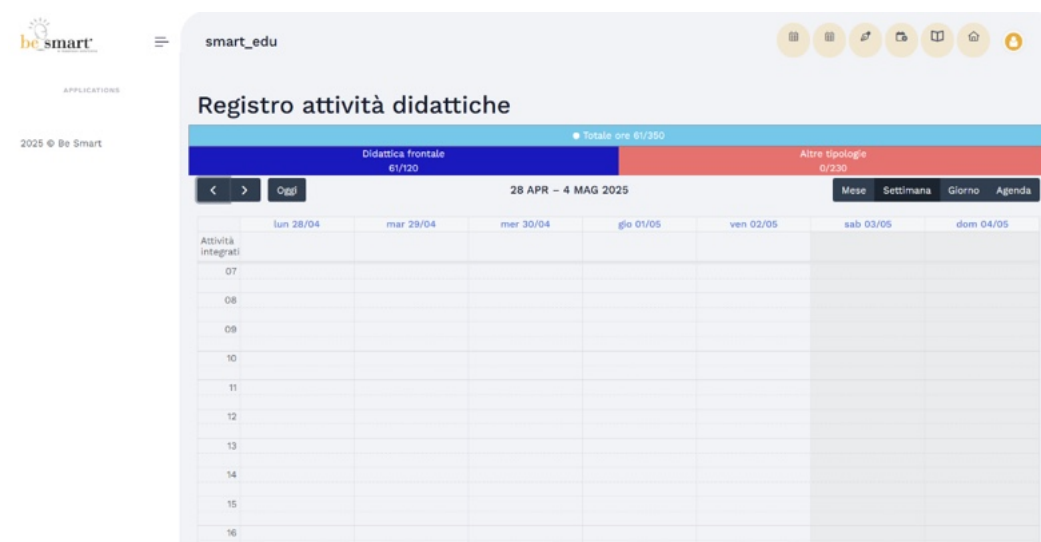 be smart
smart_edu
APPLICATIONS
2025 © Be Smart
Registro attività didattiche
Totale ore 61/350
Didattica frontale
61/120
Altre tipologie
0/230
Oggi
28 APR – 4 MAG 2025
Mese Settimana Giorno Agenda
lun 28/04 mar 29/04 mer 30/04 gio 01/05 ven 02/05 sab 03/05 dom 04/05
Attività
integrati
07
08
09
10
11
12
13
14
15
16